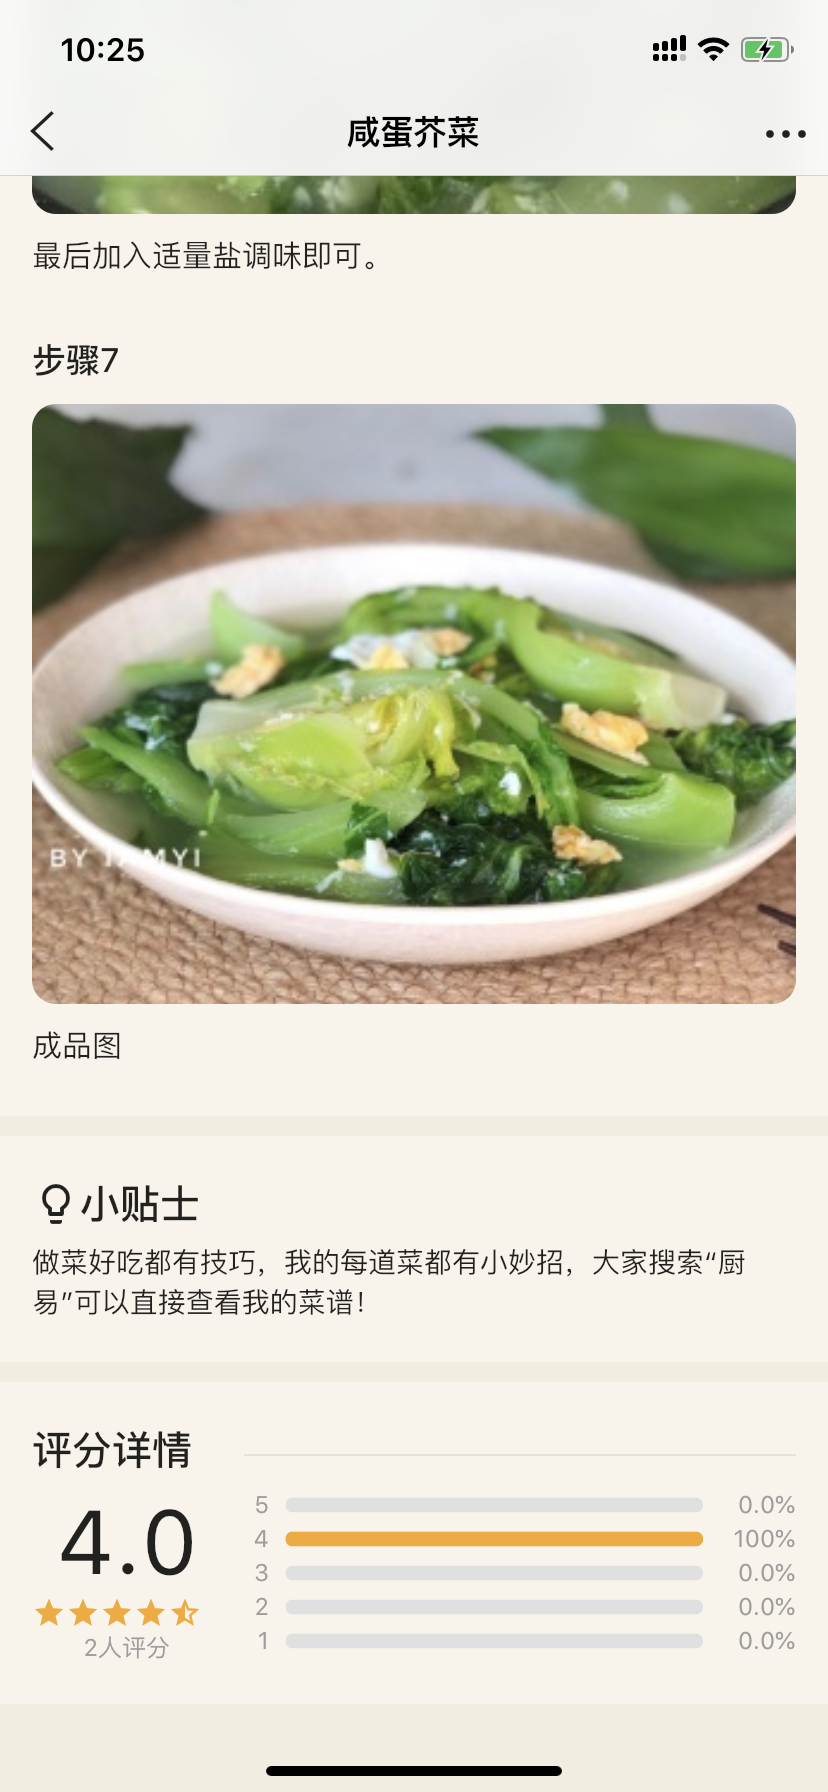 10:25
咸蛋芥菜
最后加入适量盐调味即可。
步骤7
BY IAMYI
成品图
小贴士
做菜好吃都有技巧，我的每道菜都有小妙招，大家搜索“厨
易”可以直接查看我的菜谱！
评分详情
4.0
2人评分
5 0.0%
4 100%
3 0.0%
2 0.0%
1 0.0%